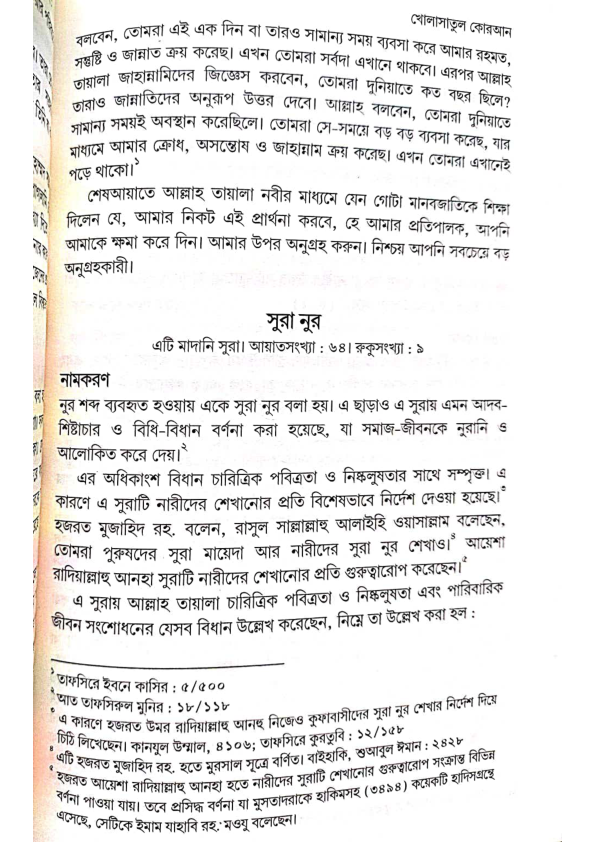 খোলাসাতুল কোরআন
বলবেন, তোমরা এই এক দিন বা তারও সামান্য সময় ব্যবসা করে আমার রহমত,
সন্তুষ্টি ও জান্নাত ক্রয় করেছ। এখন তোমরা সর্বদা এখানে থাকবে। এরপর আল্লাহ
তায়ালা জাহান্নামিদের জিজ্ঞেস করবেন, তোমরা দুনিয়াতে কত বছর ছিলে?
তারাও জান্নাতিদের অনুরূপ উত্তর দেবে। আল্লাহ বলবেন, তোমরা দুনিয়াতে
সামান্য সময়ই অবস্থান করেছিলে। তোমরা সে-সময়ে বড় বড় ব্যবসা করেছ, যার
মাধ্যমে আমার ক্রোধ, অসন্তোষ ও জাহান্নাম ক্রয় করেছ। এখন তোমরা এখানেই
পড়ে থাকো।১
শেষআয়াতে আল্লাহ তায়ালা নবীর মাধ্যমে যেন গোটা মানবজাতিকে শিক্ষা
দিলেন যে, আমার নিকট এই প্রার্থনা করবে, হে আমার প্রতিপালক, আপনি
আমাকে ক্ষমা করে দিন। আমার উপর অনুগ্রহ করুন। নিশ্চয় আপনি সবচেয়ে বড়
অনুগ্রহকারী।
সুরা নুর
এটি মাদানি সুরা। আয়াতসংখ্যা : ৬৪। রুকুসংখ্যা : ৯
নামকরণ
নুর শব্দ ব্যবহৃত হওয়ায় একে সুরা নুর বলা হয়। এ ছাড়াও এ সুরায় এমন আদব-
শিষ্টাচার ও বিধি-বিধান বর্ণনা করা হয়েছে, যা সমাজ-জীবনকে নুরানি ও
আলোকিত করে দেয়।২
এর অধিকাংশ বিধান চারিত্রিক পবিত্রতা ও নিষ্কলুষতার সাথে সম্পৃক্ত। এ
কারণে এ সুরাটি নারীদের শেখানোর প্রতি বিশেষভাবে নির্দেশ দেওয়া হয়েছে।৩
হজরত মুজাহিদ রহ. বলেন, রাসুল সাল্লাল্লাহু আলাইহি ওয়াসাল্লাম বলেছেন,
তোমরা পুরুষদের সুরা মায়েদা আর নারীদের সুরা নুর শেখাও।৪ আয়েশা
রাদিয়াল্লাহু আনহা সুরাটি নারীদের শেখানোর প্রতি গুরুত্বারোপ করেছেন।৫
এ সুরায় আল্লাহ তায়ালা চারিত্রিক পবিত্রতা ও নিষ্কলুষতা এবং পারিবারিক
জীবন সংশোধনের যেসব বিধান উল্লেখ করেছেন, নিম্নে তা উল্লেখ করা হল :
১ তাফসিরে ইবনে কাসির : ৫/৫০০
২ আত তাফসিরুল মুনির : ১৮/১১৮
৩ এ কারণে হজরত উমর রাদিয়াল্লাহু আনহু নিজেও কুফাবাসীদের সুরা নুর শেখার নির্দেশ দিয়ে
চিঠি লিখেছেন। কানযুল উম্মাল, ৪১০৬; তাফসিরে কুরতুবি : ১২/১৫৮
৪ এটি হজরত মুজাহিদ রহ. হতে মুরসাল সূত্রে বর্ণিত। বাইহাকি, শুআবুল ঈমান : ২৪২৮
৫ হজরত আয়েশা রাদিয়াল্লাহু আনহা হতে নারীদের সুরাটি শেখানোর গুরুত্বারোপ সংক্রান্ত বিভিন্ন
বর্ণনা পাওয়া যায়। তবে প্রসিদ্ধ বর্ণনা যা মুসতাদরাকে হাকিমসহ (৩৪৯৪) কয়েকটি হাদিসগ্রন্থে
এসেছে, সেটিকে ইমাম যাহাবি রহ. মওযু বলেছেন।